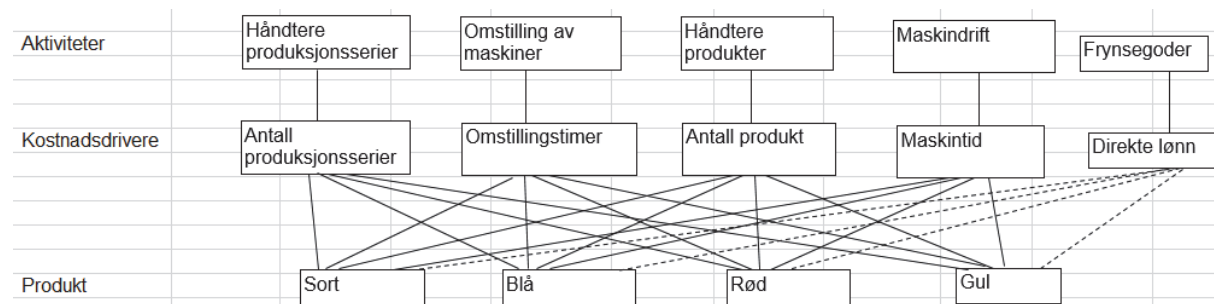 Aktiviteter
Håndtere
produksjonsserier
Omstilling av
maskiner
Håndtere
produkter
Maskindrift
Frynsegoder
Kostnadsdrivere
Antall
produksjonsserier
Omstillingstimer
Antall produkt
Maskintid
Direkte lønn
Produkt
Sort
Blå
Rød
Gul